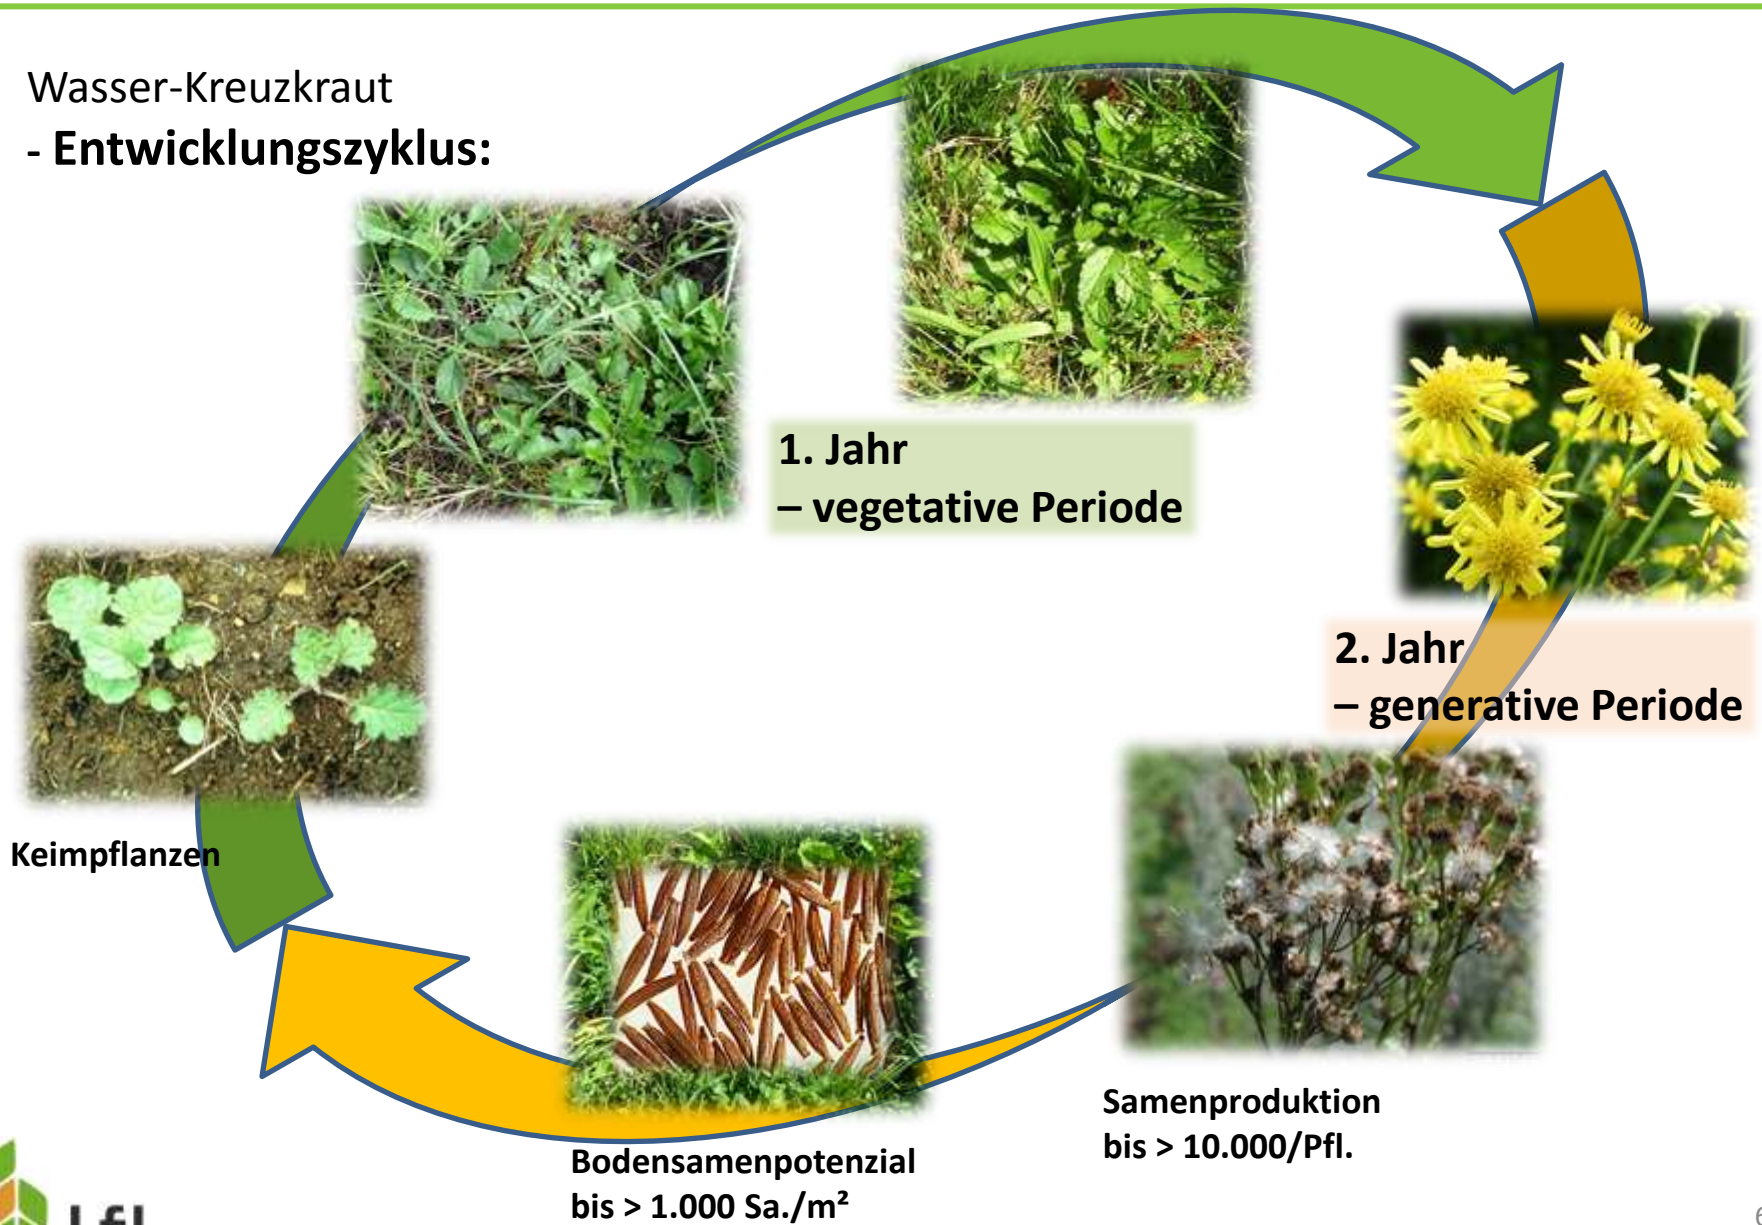 Wasser-Kreuzkraut
- Entwicklungszyklus:
1. Jahr
– vegetative Periode
2. Jahr
– generative Periode
Keimpflanzen
Samenproduktion
bis > 10.000/Pfl.
Bodensamenpotenzial
bis > 1.000 Sa./m²